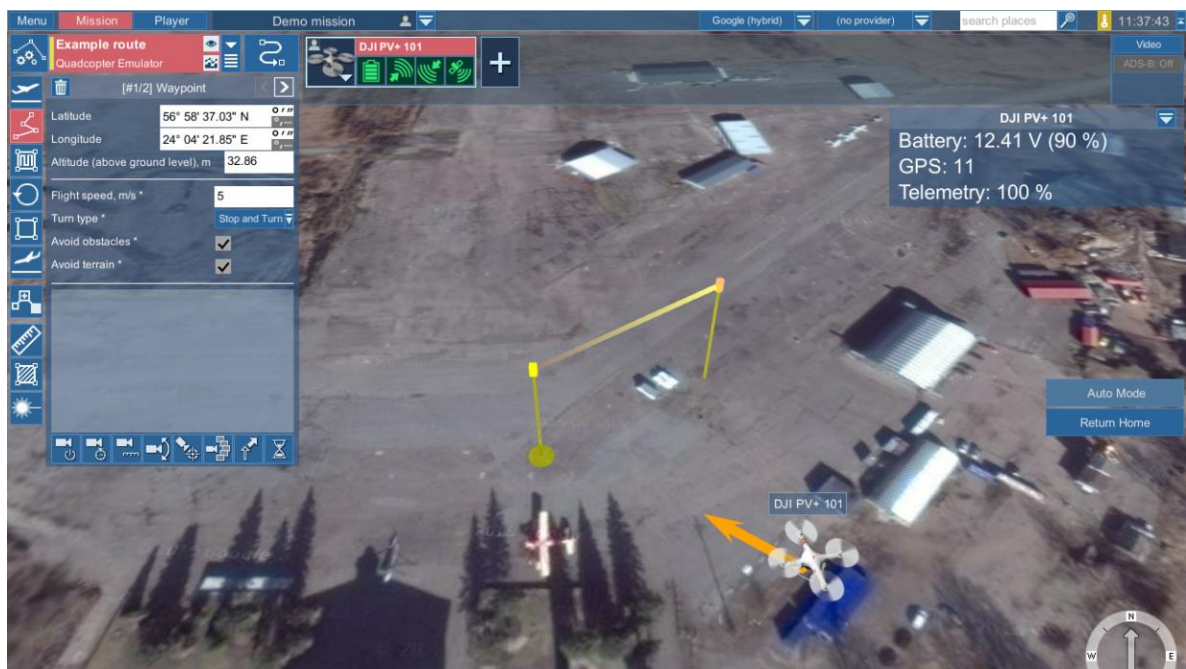 Menu Mission Player Demo mission Google (hybrid) (no provider) search places 11:37:43
Example route
Quadcopter Emulator
DJI PV+ 101
Video
ADS-B: Off
[#1/2] Waypoint
Latitude 56° 58' 37.03" N
Longitude 24° 04' 21.85" E
Altitude (above ground level), m 32.86
Flight speed, m/s * 5
Turn type * Stop and Turn
Avoid obstacles *
Avoid terrain *
DJI PV+ 101
Battery: 12.41 V (90 %)
GPS: 11
Telemetry: 100 %
Auto Mode
Return Home
DJI PV+ 101
N
W E